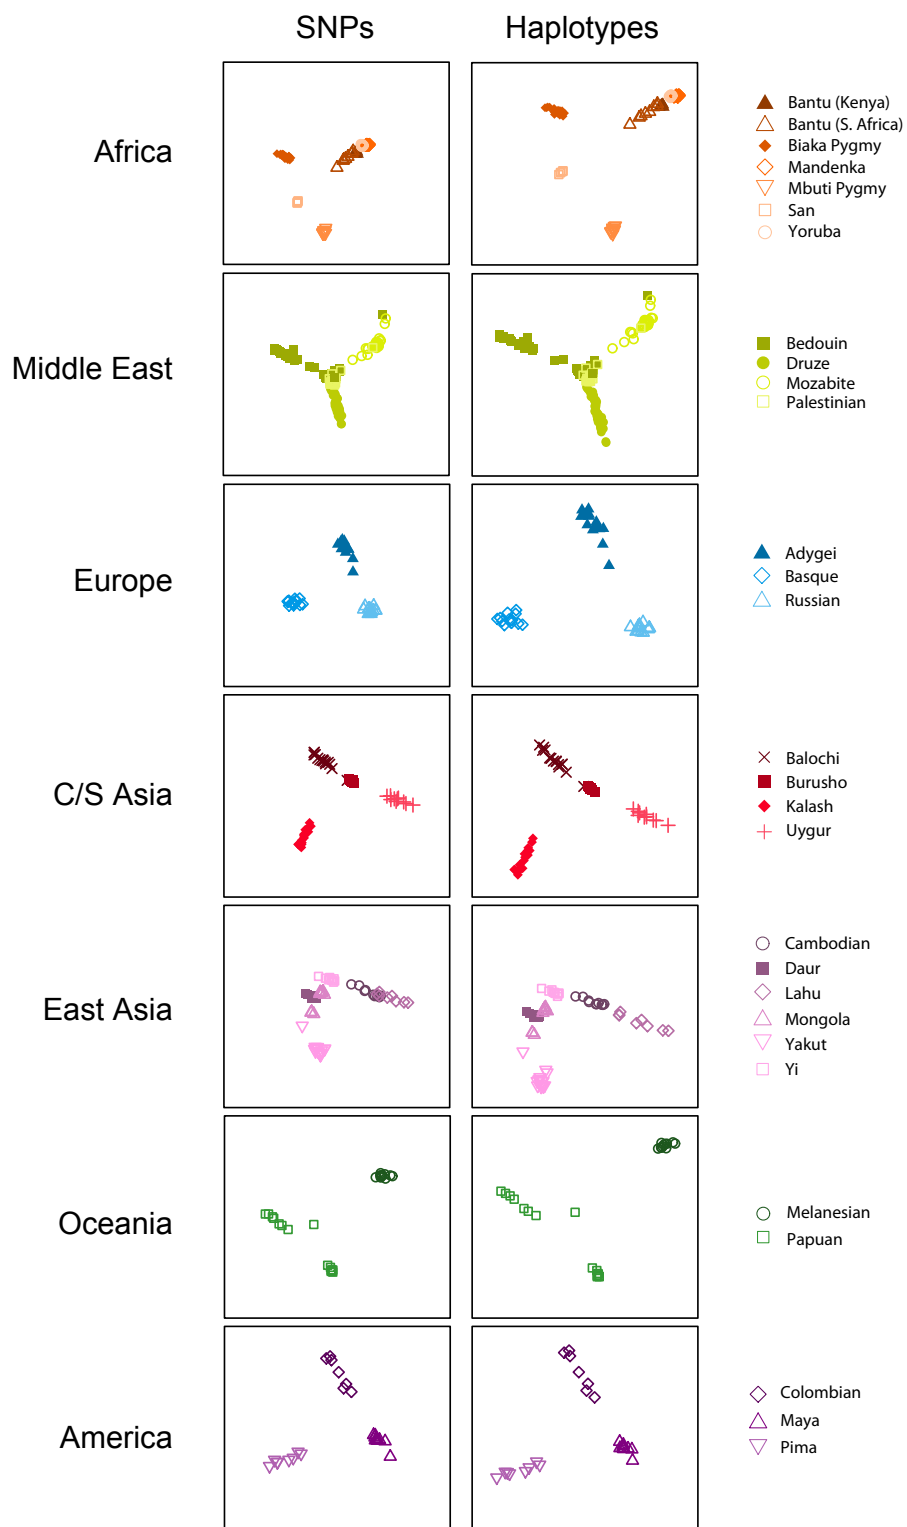 SNPs Haplotypes
Africa
Bantu (Kenya)
Bantu (S. Africa)
Biaka Pygmy
Mandenka
Mbuti Pygmy
San
Yoruba
Middle East
Bedouin
Druze
Mozabite
Palestinian
Europe
Adygei
Basque
Russian
C/S Asia
Balochi
Burusho
Kalash
Uygur
East Asia
Cambodian
Daur
Lahu
Mongola
Yakut
Yi
Oceania
Melanesian
Papuan
America
Colombian
Maya
Pima